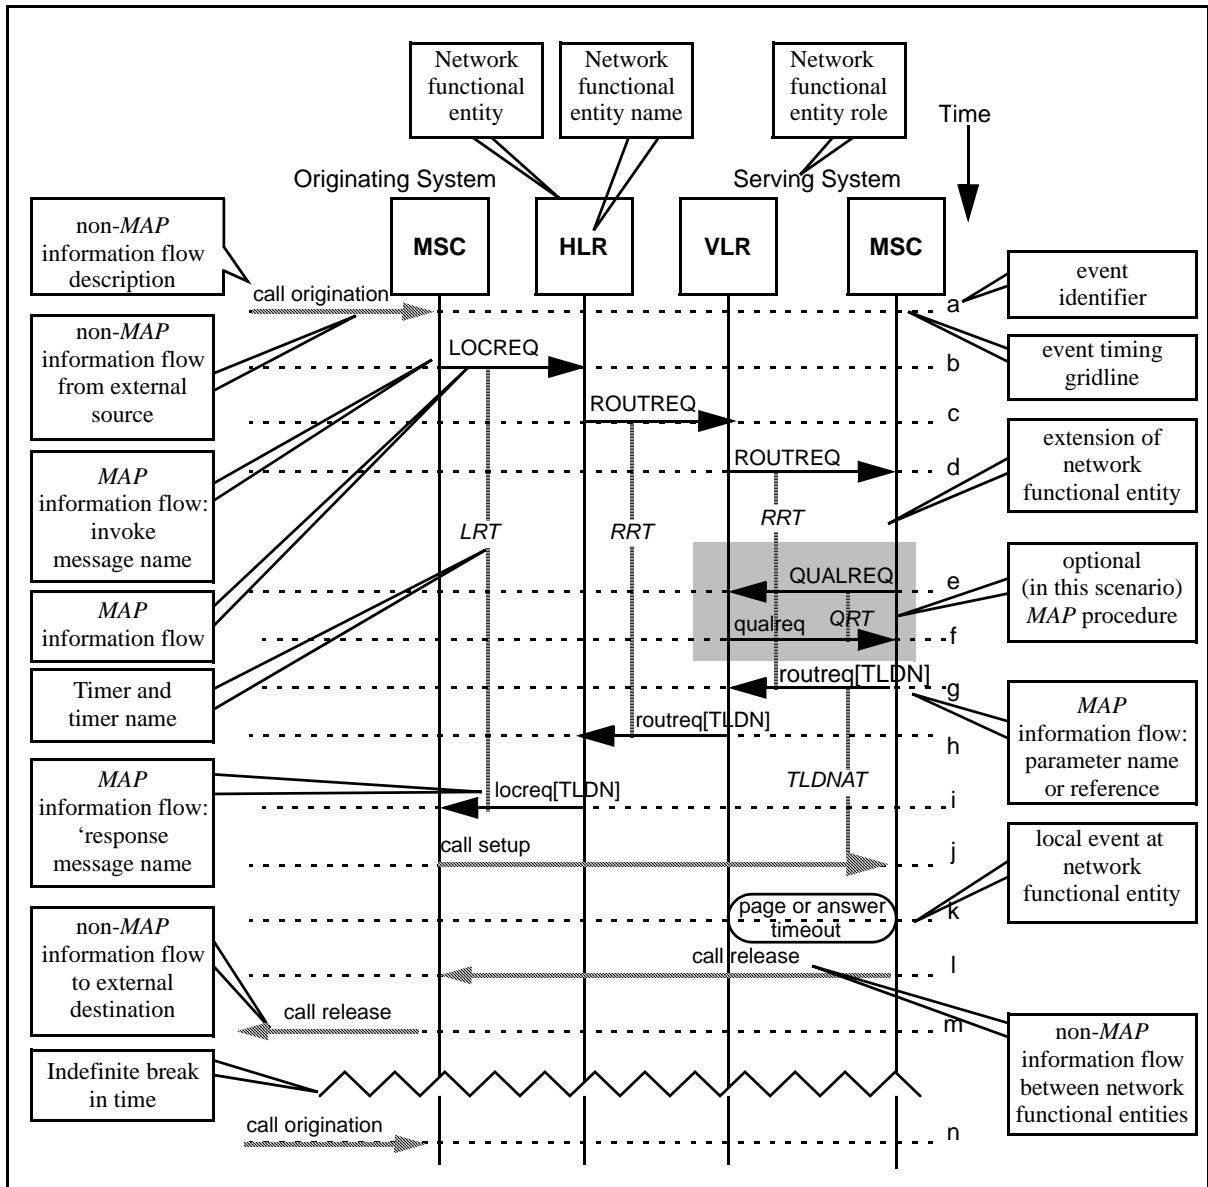 Network
functional
entity
Network
functional
entity name
Network
functional
entity role
Time
Originating System
Serving System
MSC
HLR
VLR
MSC
non-MAP
information flow
description
event
identifier
call origination
a
non-MAP
information flow
from external
source
event timing
gridline
LOCREQ
b
ROUTREQ
c
extension of
network
functional entity
ROUTREQ
d
MAP
information flow:
invoke
message name
LRT
RRT
RRT
optional
(in this scenario)
MAP procedure
QUALREQ
e
MAP
information flow
qualreq
QRT
f
Timer and
timer name
routreq[TLDN]
g
MAP
information flow:
parameter name
or reference
routreq[TLDN]
h
MAP
information flow:
‘response
message name
TLDNAT
locreq[TLDN]
i
local event at
network
functional entity
call setup
j
page or answer
timeout
k
non-MAP
information flow
to external
destination
call release
l
call release
m
non-MAP
information flow
between network
functional entities
Indefinite break
in time
call origination
n